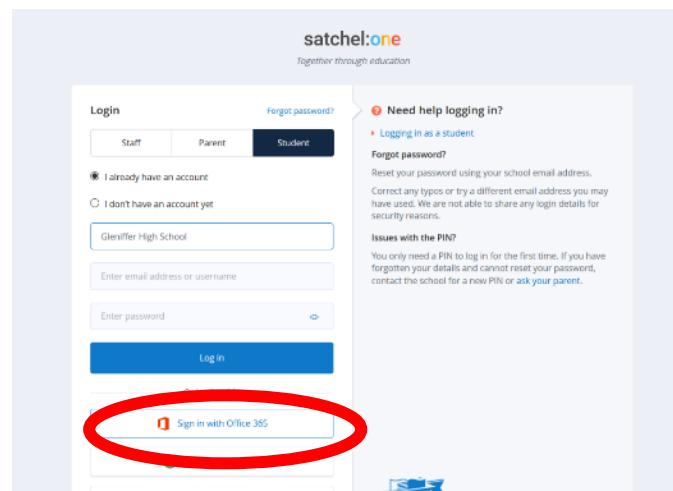 satchel:one
Together through education
Login
Forgot password?
Staff
Parent
Student
I already have an account
I don't have an account yet
Gleniffer High School
Enter email address or username
Enter password
Log in
Sign in with Office 365
Need help logging in?
Logging in as a student
Forgot password?
Reset your password using your school email address.
Correct any typos or try a different email address you may
have used. We are not able to share any login details for
security reasons.
Issues with the PIN?
You only need a PIN to log in for the first time. If you have
forgotten your details and cannot reset your password,
contact the school for a new PIN or ask your parent.